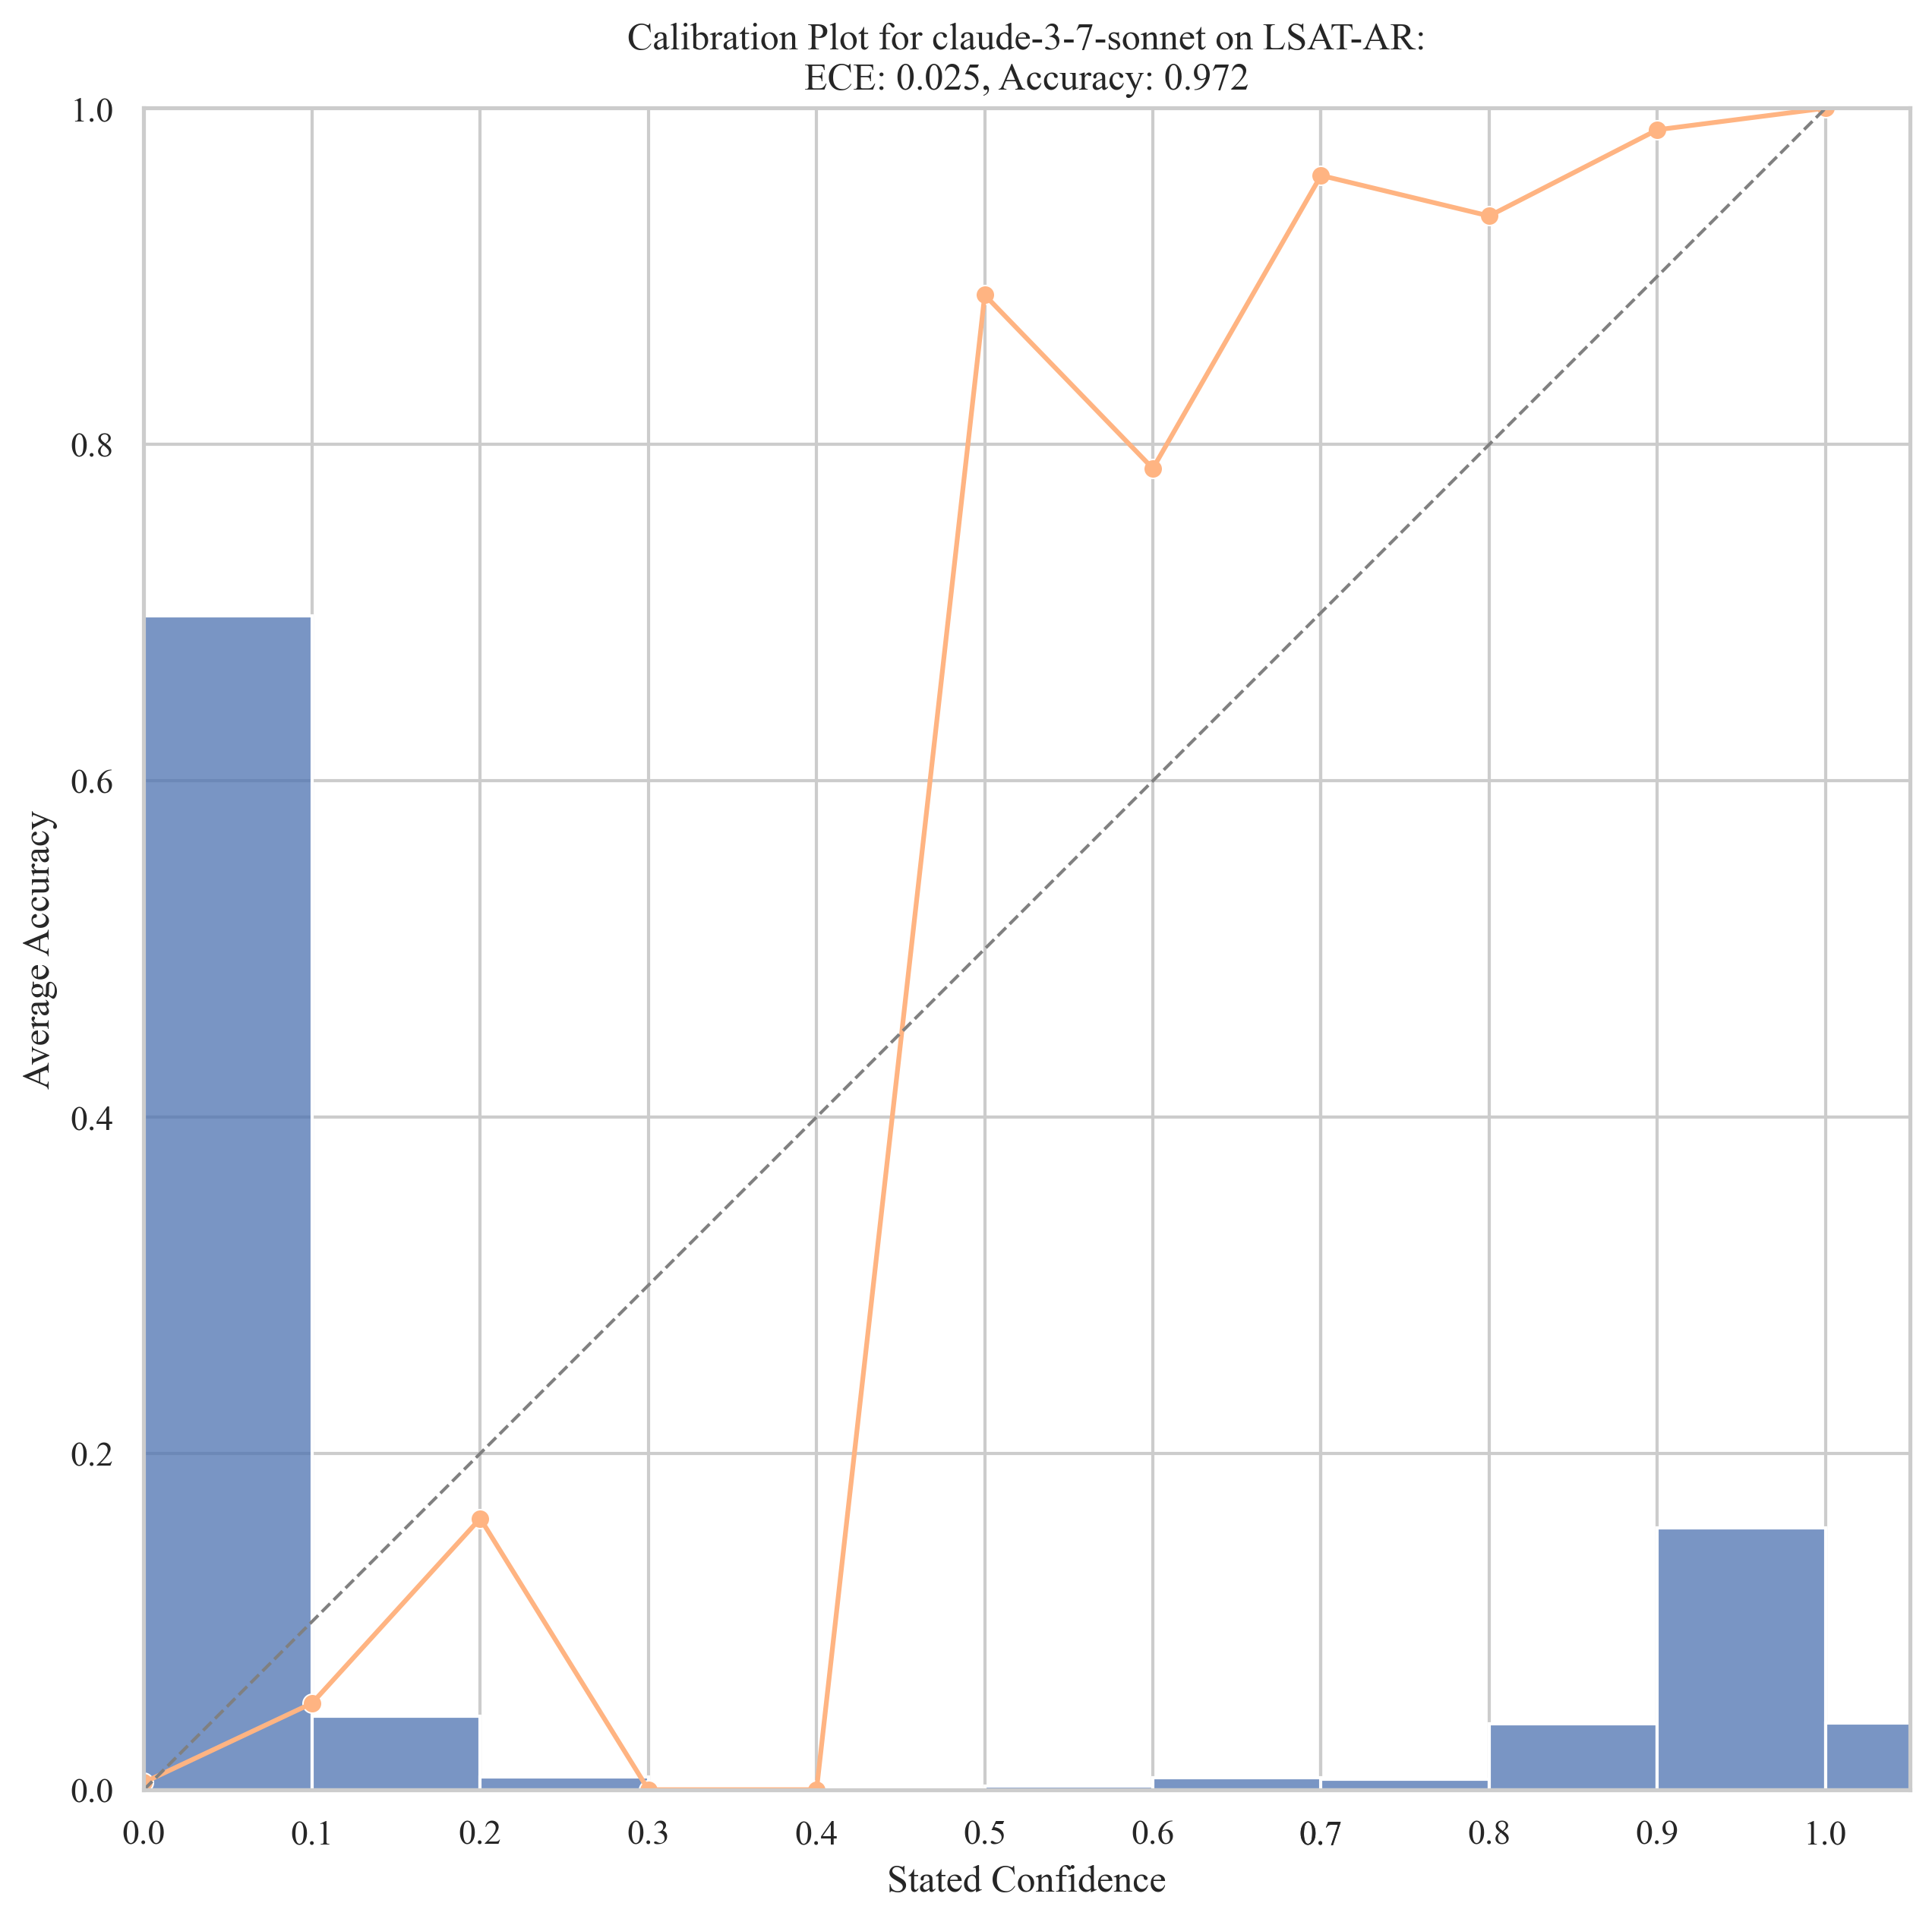 Calibration Plot for claude-3-7-sonnet on LSAT-AR:
ECE: 0.025, Accuracy: 0.972
1.0
0.8
0.6
0.4
0.2
0.0
Average Accuracy
0.0 0.1 0.2 0.3 0.4 0.5 0.6 0.7 0.8 0.9 1.0
Stated Confidence